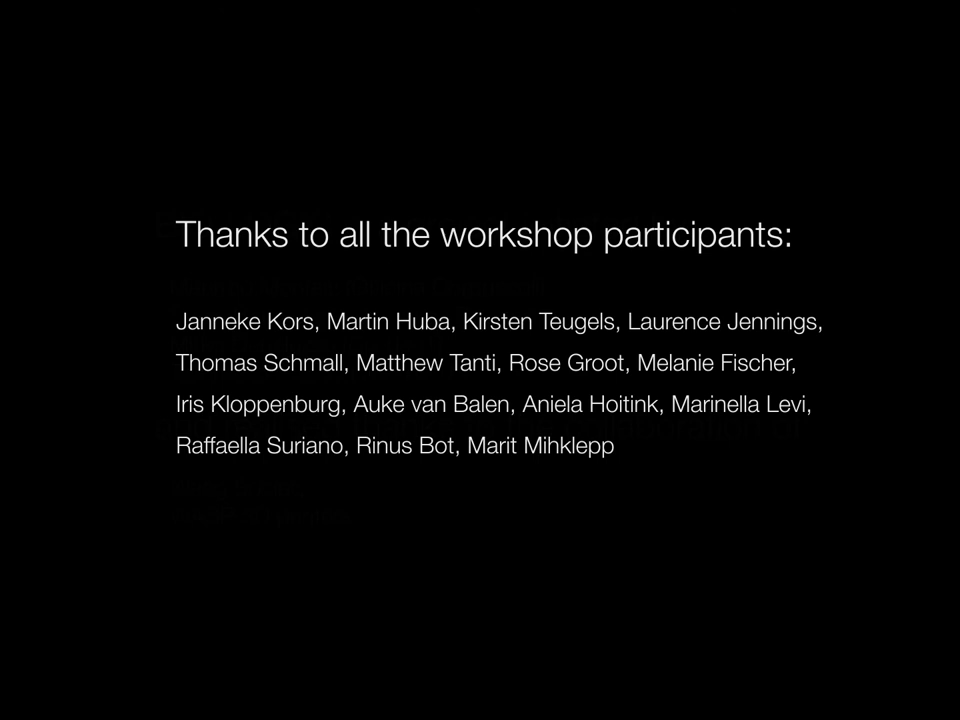 Thanks to all the workshop participants:
Janneke Kors, Martin Huba, Kirsten Teugels, Laurence Jennings,
Thomas Schmall, Matthew Tanti, Rose Groot, Melanie Fischer,
Iris Kloppenburg, Auke van Balen, Aniela Hoitink, Marinella Levi,
Raffaella Suriano, Rinus Bot, Marit Mihklepp